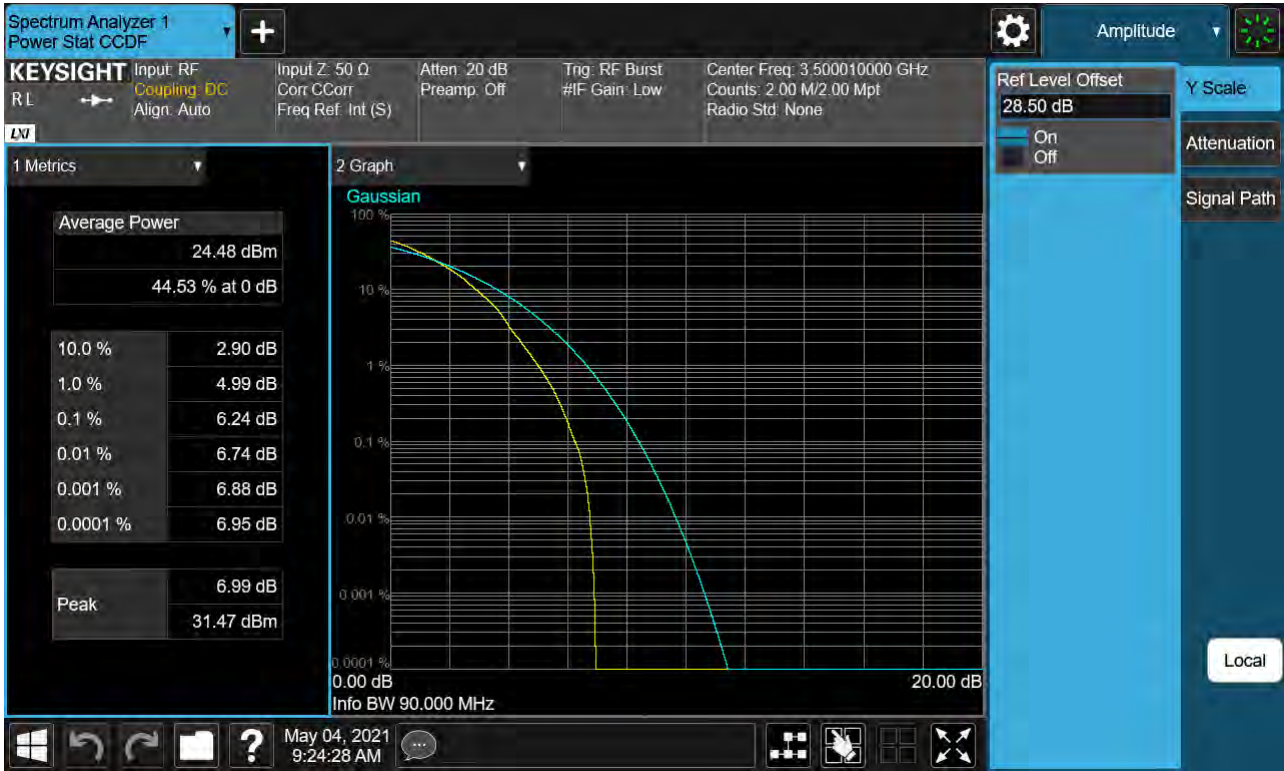 Spectrum Analyzer 1
Power Stat CCDF
+
Amplitude
KEYSIGHT
RL
LXI
Input: RF
Coupling: DC
Align: Auto
Input Z: 50 Ω
Corr CCorr
Freq Ref: Int (S)
Atten: 20 dB
Preamp: Off
Trig: RF Burst
#IF Gain: Low
Center Freq: 3.500010000 GHz
Counts: 2.00 M/2.00 Mpt
Radio Std: None
Ref Level Offset
28.50 dB
On
Off
Y Scale
Attenuation
Signal Path
Local
1 Metrics
Average Power
24.48 dBm
44.53 % at 0 dB
10.0 % 2.90 dB
1.0 % 4.99 dB
0.1 % 6.24 dB
0.01 % 6.74 dB
0.001 % 6.88 dB
0.0001 % 6.95 dB
Peak
6.99 dB
31.47 dBm
2 Graph
Gaussian
100 %
10 %
1 %
0.1 %
0.01 %
0.001 %
0.0001 %
0.00 dB 20.00 dB
Info BW 90.000 MHz
?
May 04, 2021
9:24:28 AM